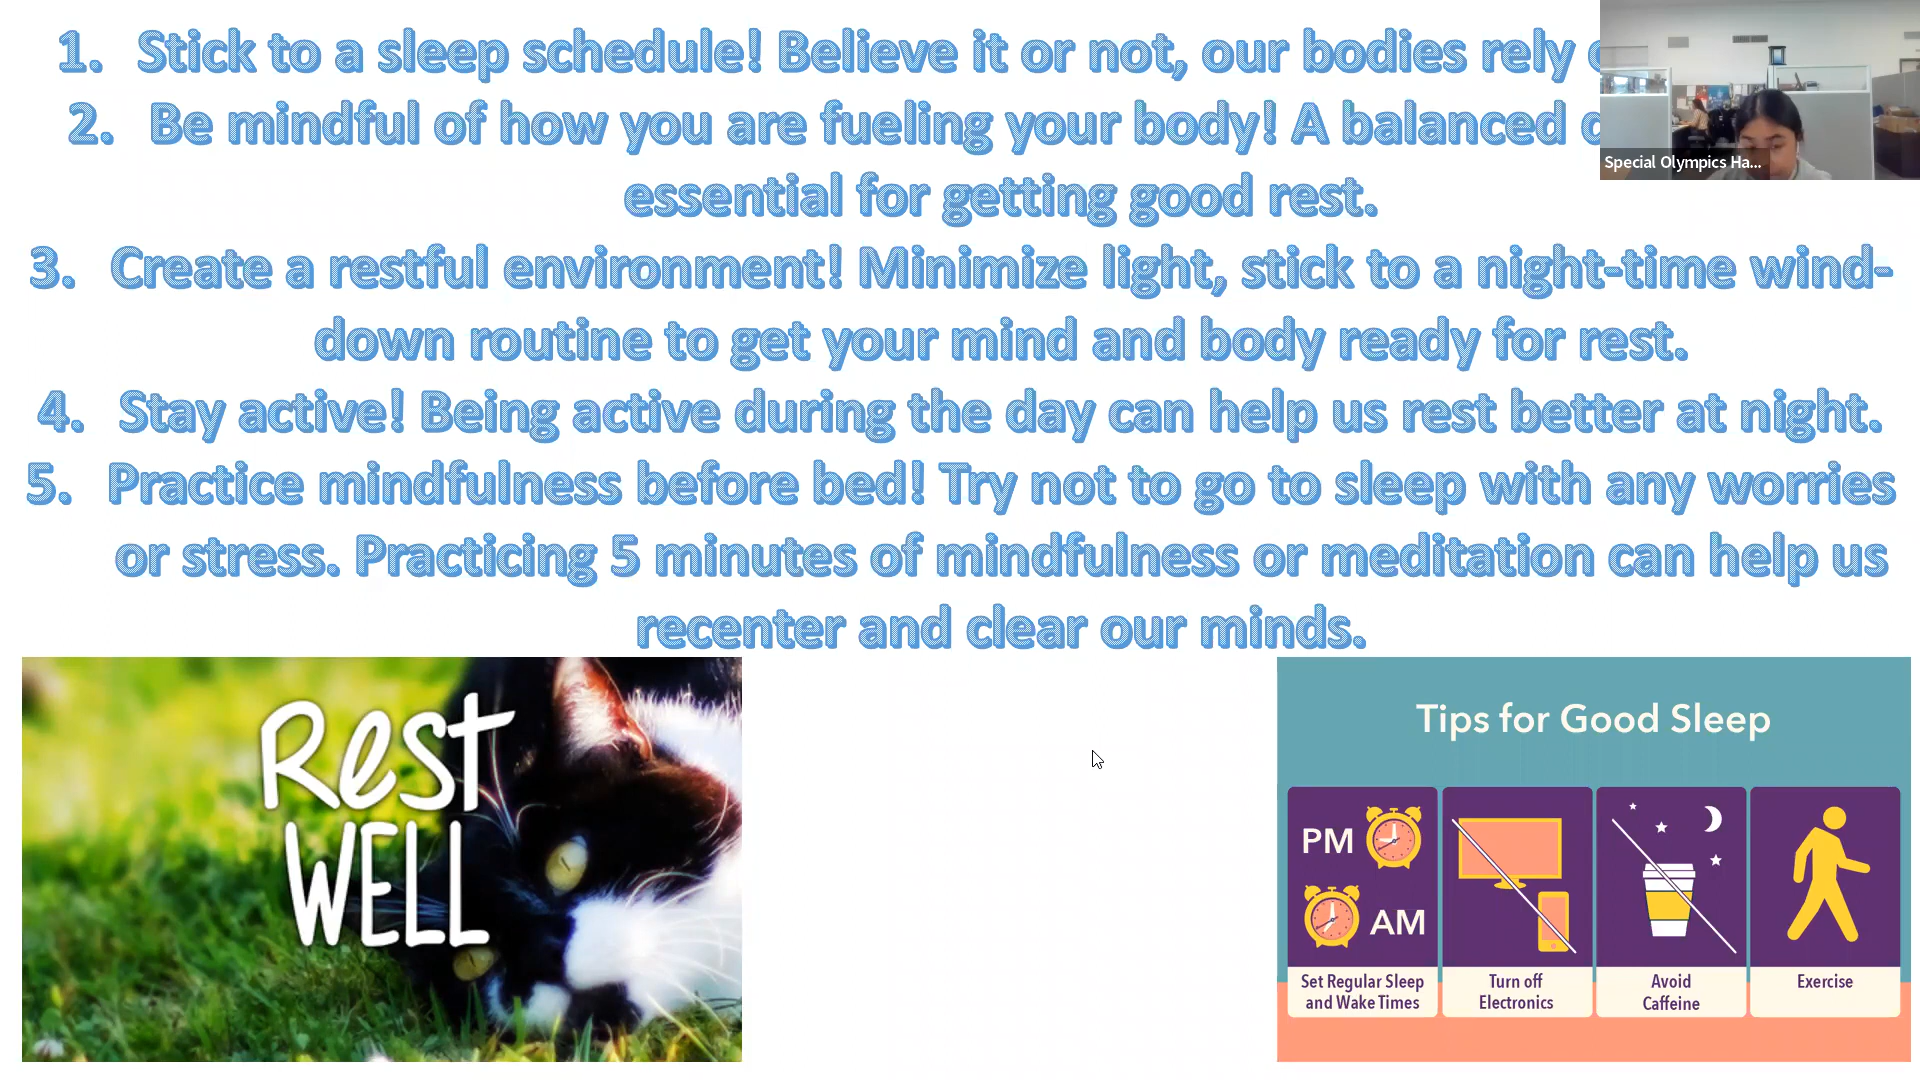 1. Stick to a sleep schedule! Believe it or not, our bodies rely
2. Be mindful of how you are fueling your body! A balanced
essential for getting good rest.
3. Create a restful environment! Minimize light, stick to a night-time wind-
down routine to get your mind and body ready for rest.
4. Stay active! Being active during the day can help us rest better at night.
5. Practice mindfulness before bed! Try not to go to sleep with any worries
or stress. Practicing 5 minutes of mindfulness or meditation can help us
recenter and clear our minds.
Special Olympics Ha...
Rest
WELL
Tips for Good Sleep
PM
AM
Set Regular Sleep
and Wake Times
Turn off
Electronics
Avoid
Caffeine
Exercise